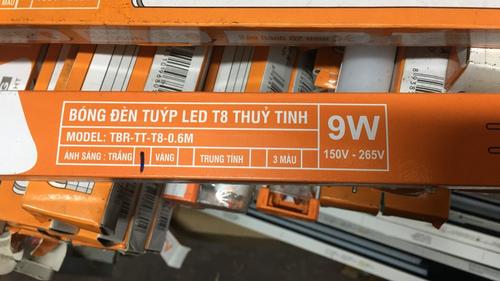 BÓNG ĐÈN TUÝP LED T8 THUỶ TINH
MODEL: TBR-TT-T8-0.6M
ÁNH SÁNG : TRẮNG VÀNG TRUNG TÍNH 3 MÀU
9W
150V - 265V